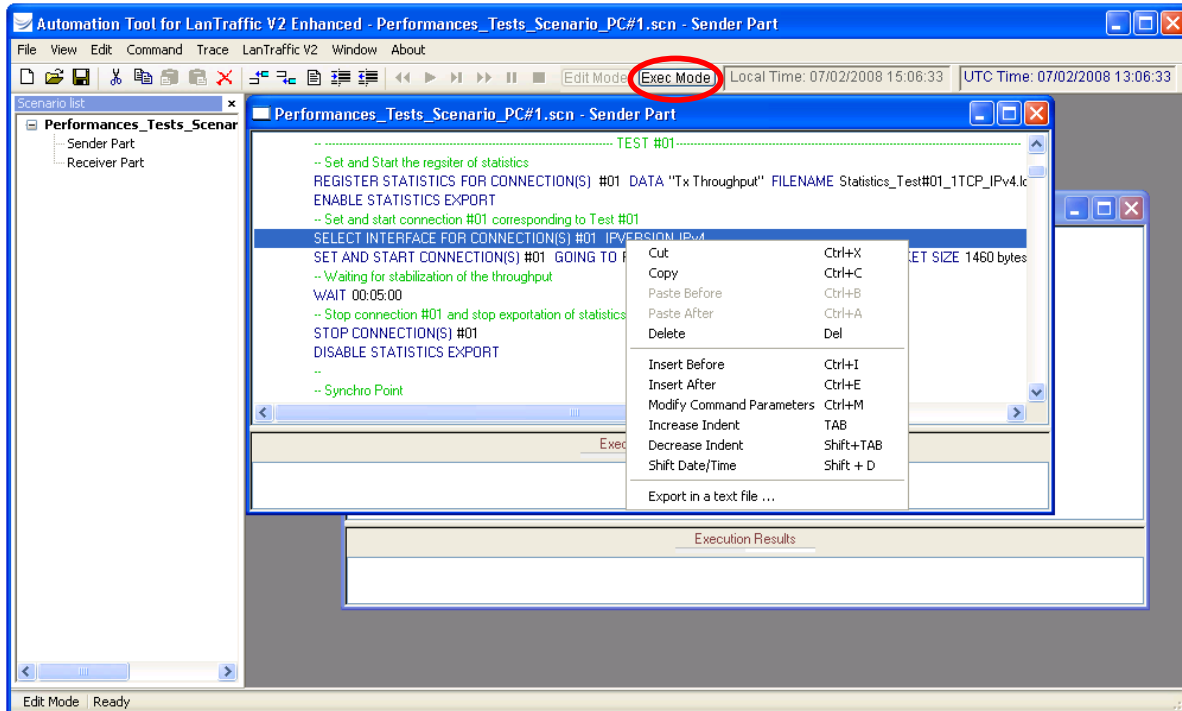 Automation Tool for LanTraffic V2 Enhanced - Performances_Tests_Scenario_PC#1.scn - Sender Part
File View Edit Command Trace LanTraffic V2 Window About
Edit Mode Exec Mode Local Time: 07/02/2008 15:06:33 UTC Time: 07/02/2008 13:06:33
Scenario list
Performances_Tests_Scenar
Sender Part
Receiver Part
Performances_Tests_Scenario_PC#1.scn - Sender Part
-- ---------------------------------------------------------------- TEST #01----------------------------------------------------------------
-- Set and Start the regsiter of statistics
REGISTER STATISTICS FOR CONNECTION(S) #01 DATA "Tx Throughput" FILENAME Statistics_Test#01_1TCP_IPv4.lo
ENABLE STATISTICS EXPORT
-- Set and start connection #01 corresponding to Test #01
SELECT INTERFACE FOR CONNECTION(S) #01 IPVERSION IPv4
SET AND START CONNECTION(S) #01 GOING TO KET SIZE 1460 bytes
-- Waiting for stabilization of the throughput
WAIT 00:05:00
-- Stop connection #01 and stop exportation of statistics
STOP CONNECTION(S) #01
DISABLE STATISTICS EXPORT
--
-- Synchro Point
Exec
Cut Ctrl+X
Copy Ctrl+C
Paste Before Ctrl+B
Paste After Ctrl+A
Delete Del
Insert Before Ctrl+I
Insert After Ctrl+E
Modify Command Parameters Ctrl+M
Increase Indent TAB
Decrease Indent Shift+TAB
Shift Date/Time Shift + D
Export in a text file ...
Execution Results
Edit Mode Ready